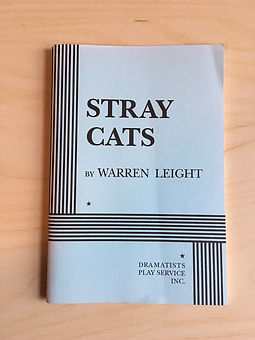 STRAY
CATS
BY WARREN LEIGHT
DRAMATISTS
PLAY SERVICE
INC.